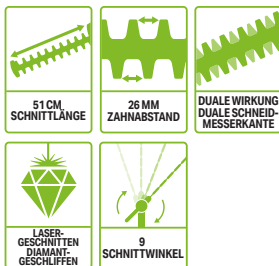 51 CM
SCHNITTLÄNGE
26 MM
ZAHNABSTAND
DUALE WIRKUNG
DUALE SCHNEID-
MESSERKANTE
LASER-
GESCHNITTEN
DIAMANT-
GESCHLIFFEN
9
SCHNITTWINKEL